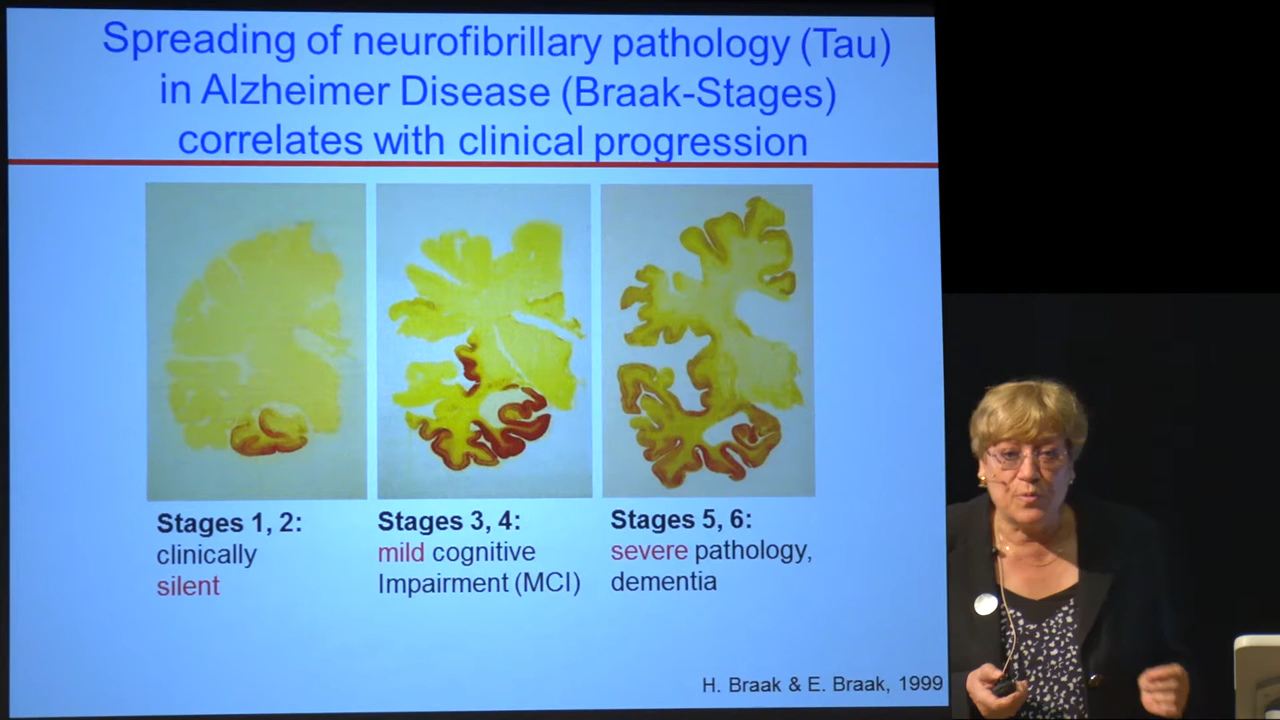 Spreading of neurofibrillary pathology (Tau)
in Alzheimer Disease (Braak-Stages)
correlates with clinical progression
Stages 1, 2:
clinically
silent
Stages 3, 4:
mild cognitive
Impairment (MCI)
Stages 5, 6:
severe pathology,
dementia
H. Braak & E. Braak, 1999